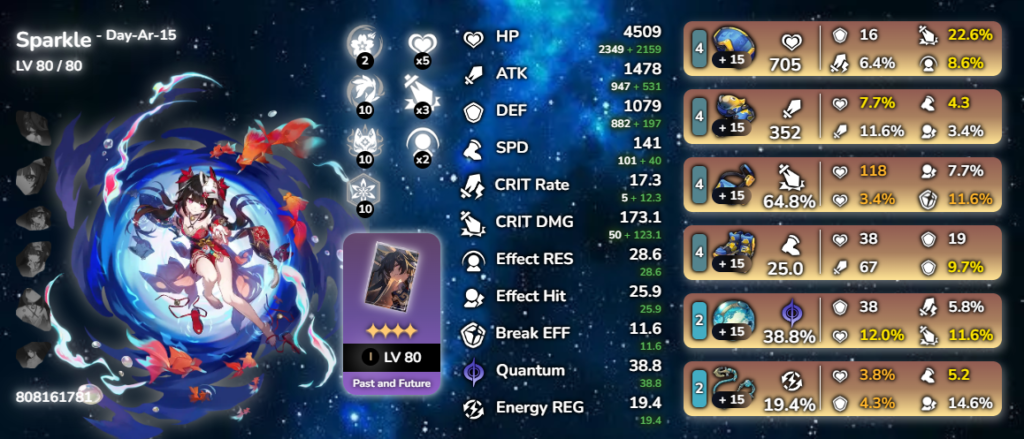 Sparkle - Day-Ar-15
LV 80 / 80
2
x5
10
x3
10
x2
10
I LV 80
Past and Future
808161781
HP 4509
2349 + 2159
ATK 1478
947 + 531
DEF 1079
882 + 197
SPD 141
101 + 40
CRIT Rate 17.3
5 + 12.3
CRIT DMG 173.1
50 + 123.1
Effect RES 28.6
28.6
Effect Hit 25.9
25.9
Break EFF 11.6
11.6
Quantum 38.8
38.8
Energy REG 19.4
19.4
4 + 15 705
16 22.6%
6.4% 8.6%
4 + 15 352
7.7% 4.3
11.6% 3.4%
4 + 15 64.8%
118 7.7%
3.4% 11.6%
4 + 15 25.0
38 19
67 9.7%
2 + 15 38.8%
38 5.8%
12.0% 11.6%
2 + 15 19.4%
3.8% 5.2
4.3% 14.6%